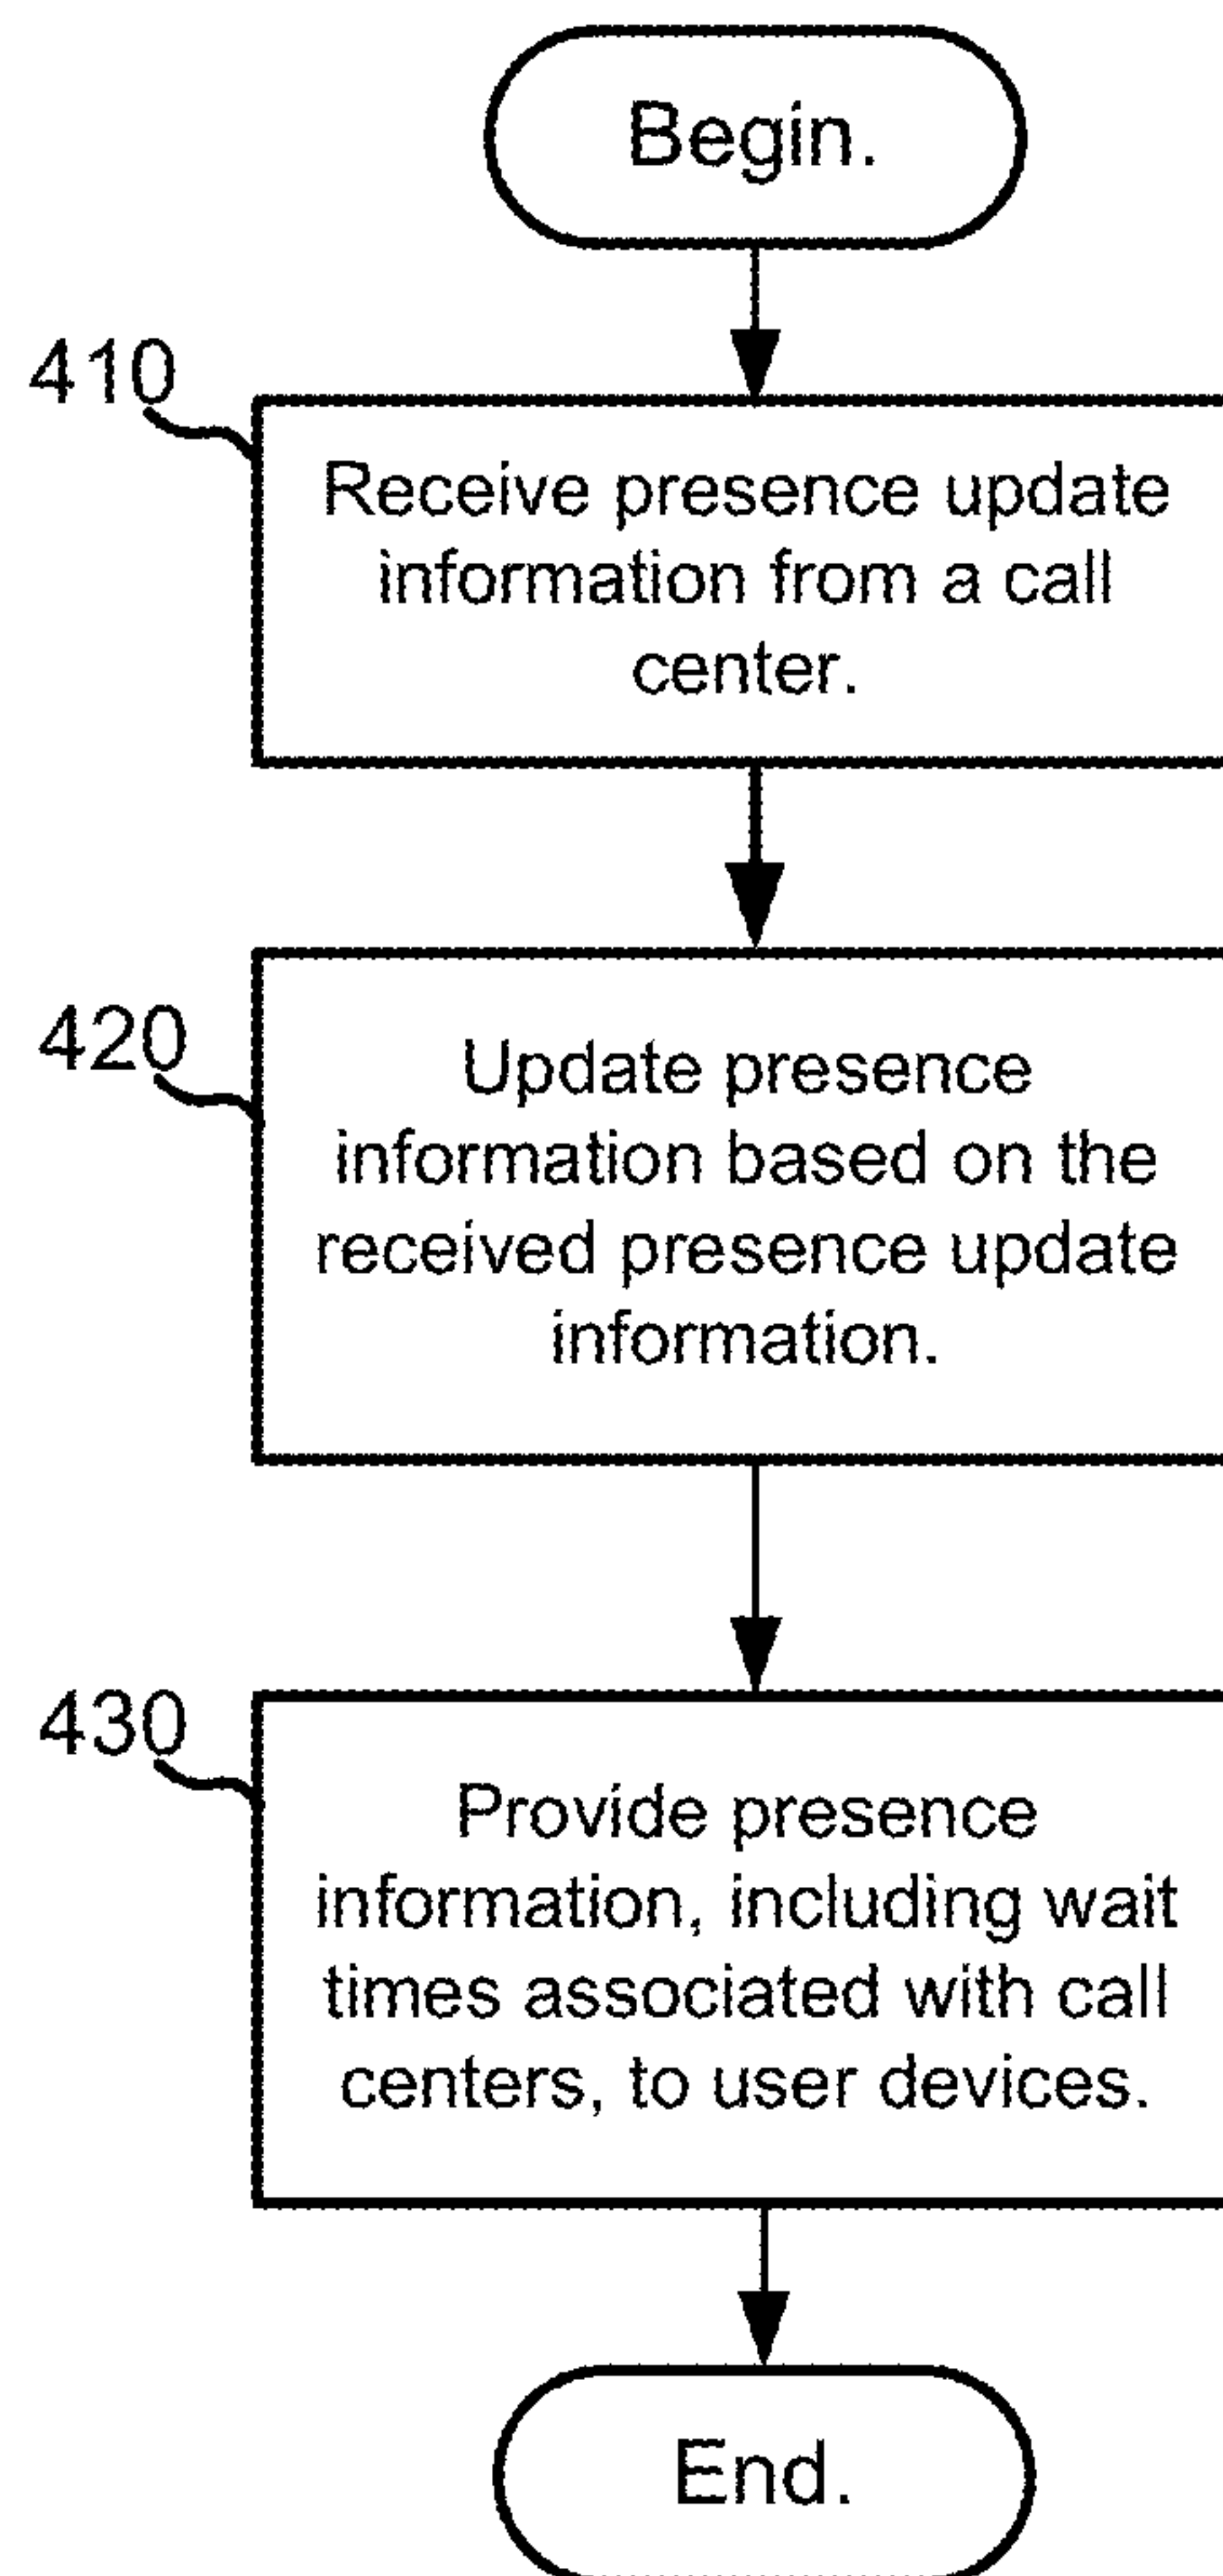 Begin.
410
Receive presence update
information from a call
center.
420
Update presence
information based on the
received presence update
information.
430
Provide presence
information, including wait
times associated with call
centers, to user devices.
End.